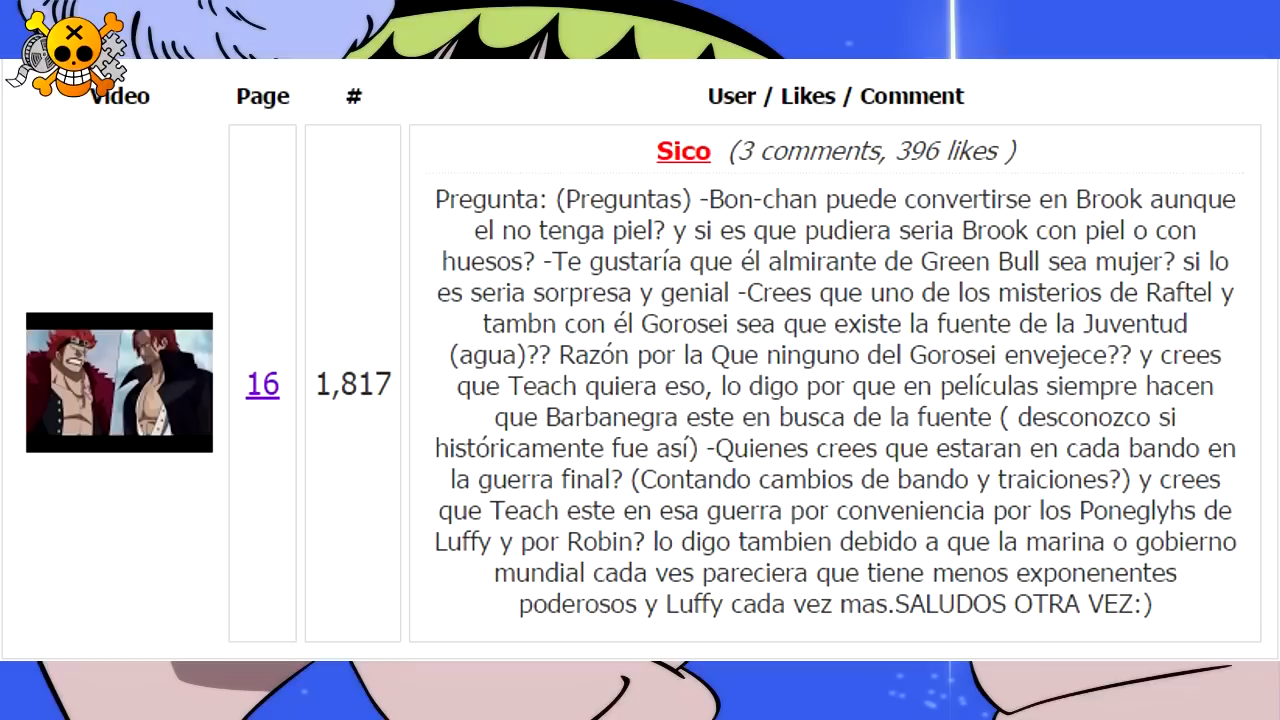 Video Page # User / Likes / Comment
Sico (3 comments, 396 likes )
Pregunta: (Preguntas) -Bon-chan puede convertirse en Brook aunque
el no tenga piel? y si es que pudiera seria Brook con piel o con
huesos? -Te gustaría que él almirante de Green Bull sea mujer? si lo
es seria sorpresa y genial -Crees que uno de los misterios de Raftel y
tambn con él Gorosei sea que existe la fuente de la Juventud
(agua)?? Razón por la Que ninguno del Gorosei envejece?? y crees
que Teach quiera eso, lo digo por que en películas siempre hacen
que Barbanegra este en busca de la fuente ( desconozco si
históricamente fue así) -Quienes crees que estaran en cada bando en
la guerra final? (Contando cambios de bando y traiciones?) y crees
que Teach este en esa guerra por conveniencia por los Poneglyhs de
Luffy y por Robin? lo digo tambien debido a que la marina o gobierno
mundial cada ves pareciera que tiene menos exponenentes
poderosos y Luffy cada vez mas.SALUDOS OTRA VEZ:)
16
1,817